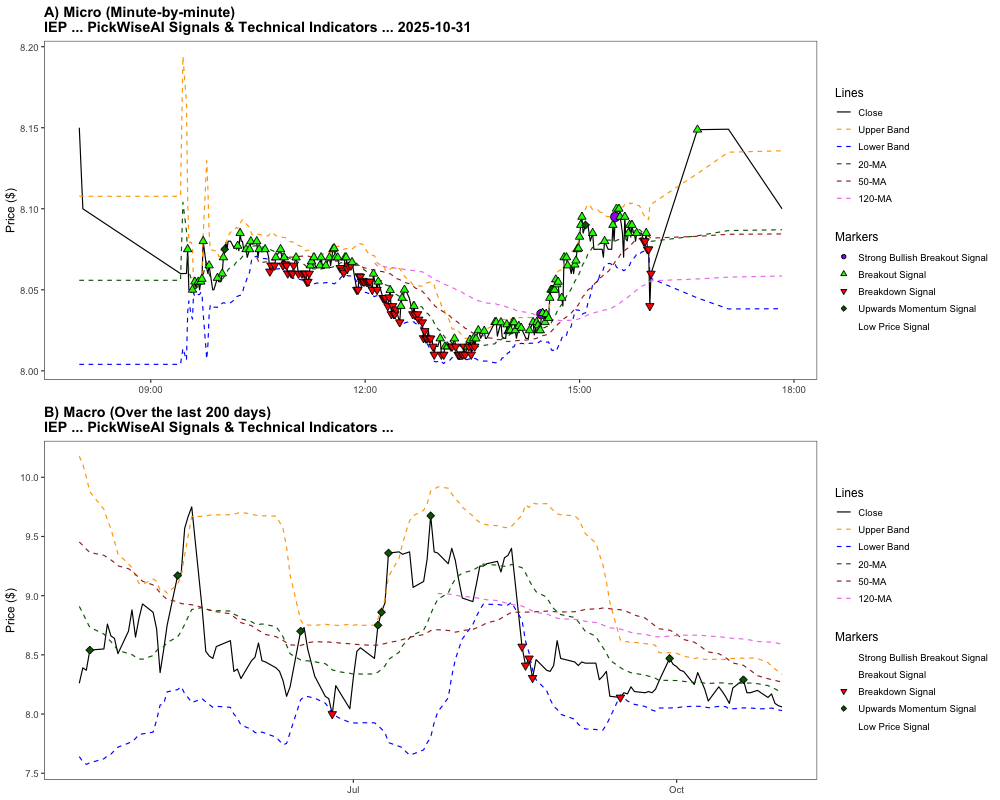 A) Micro (Minute-by-minute)
IEP ... PickWiseAI Signals & Technical Indicators ... 2025-10-31
8.20
8.15
8.10
8.05
8.00
Price ($)
09:00
12:00
15:00
18:00
Lines
Close
Upper Band
Lower Band
20-MA
50-MA
120-MA
Markers
Strong Bullish Breakout Signal
Breakout Signal
Breakdown Signal
Upwards Momentum Signal
Low Price Signal
B) Macro (Over the last 200 days)
IEP ... PickWiseAI Signals & Technical Indicators ...
10.0
9.5
9.0
8.5
8.0
7.5
Price ($)
Jul
Oct
Lines
Close
Upper Band
Lower Band
20-MA
50-MA
120-MA
Markers
Strong Bullish Breakout Signal
Breakout Signal
Breakdown Signal
Upwards Momentum Signal
Low Price Signal